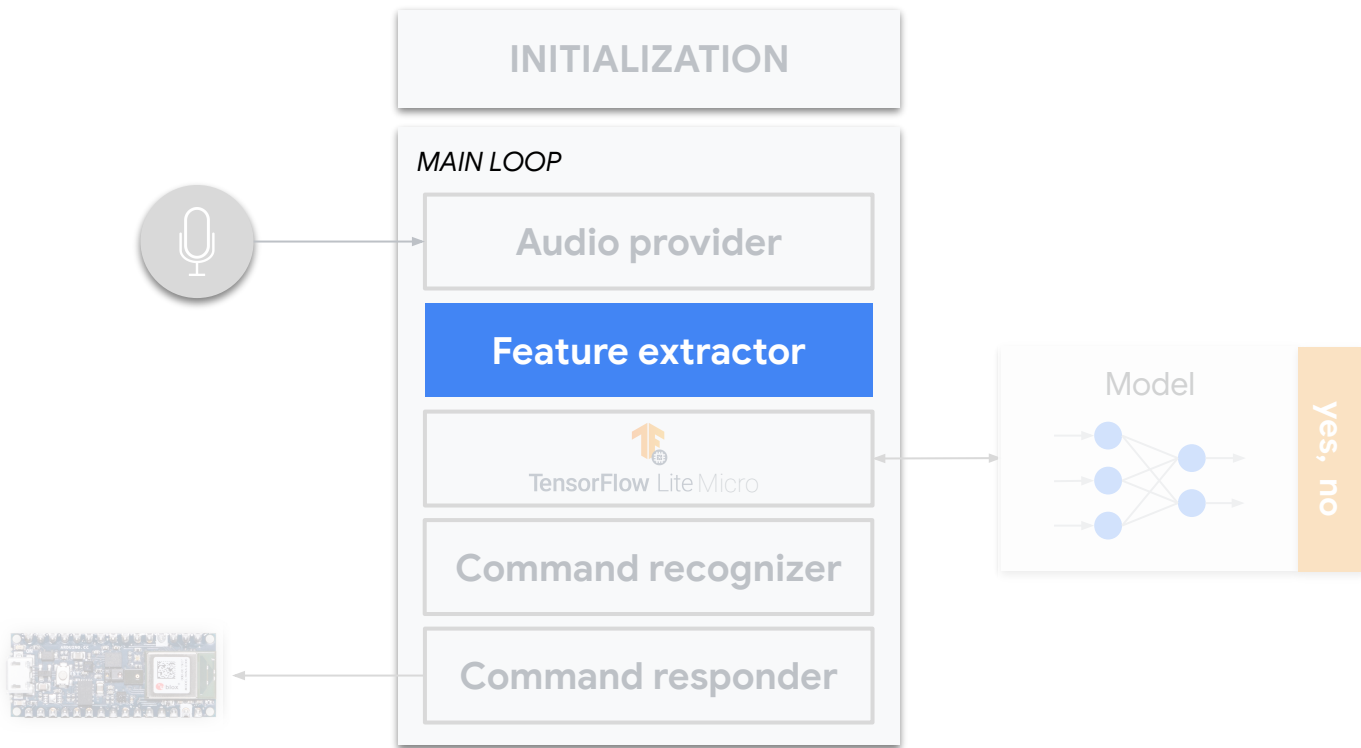 INITIALIZATION
MAIN LOOP
Audio provider
Feature extractor
TensorFlow Lite Micro
Command recognizer
Command responder
Model
yes, no